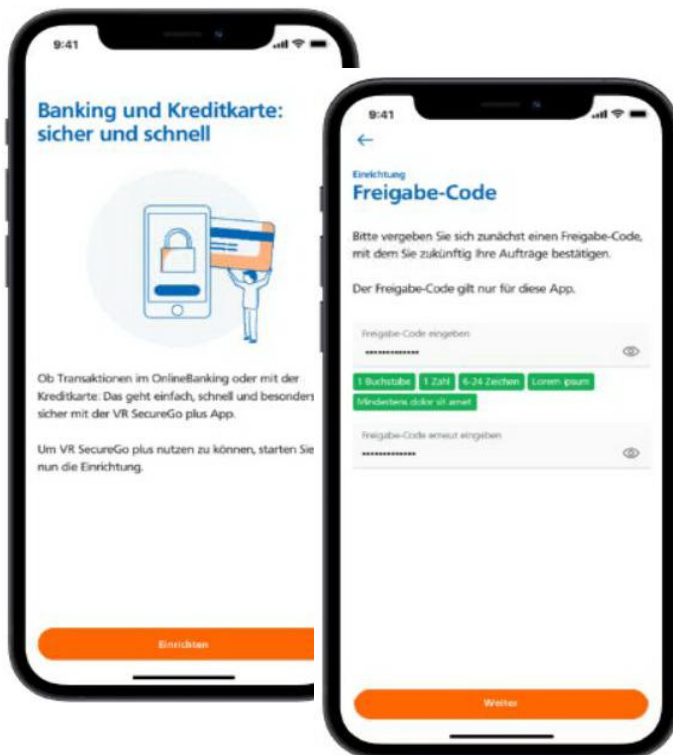 9:41
Banking und Kreditkarte:
sicher und schnell
Ob Transaktionen im OnlineBanking oder mit der
Kreditkarte: Das geht einfach, schnell und besonders
sicher mit der VR SecureGo plus App.
Um VR SecureGo plus nutzen zu können, starten Sie
nun die Einrichtung.
Einrichten
9:41
Einrichtung
Freigabe-Code
Bitte vergeben Sie sich zunächst einen Freigabe-Code,
mit dem Sie zukünftig Ihre Aufträge bestätigen.
Der Freigabe-Code gilt nur für diese App.
Freigabe-Code eingeben
•••••••••••••
1 Buchstabe 1 Zahl 6-24 Zeichen Lorem ipsum
Mindestens dolor sit amet
Freigabe-Code erneut eingeben
•••••••••••••
Weiter